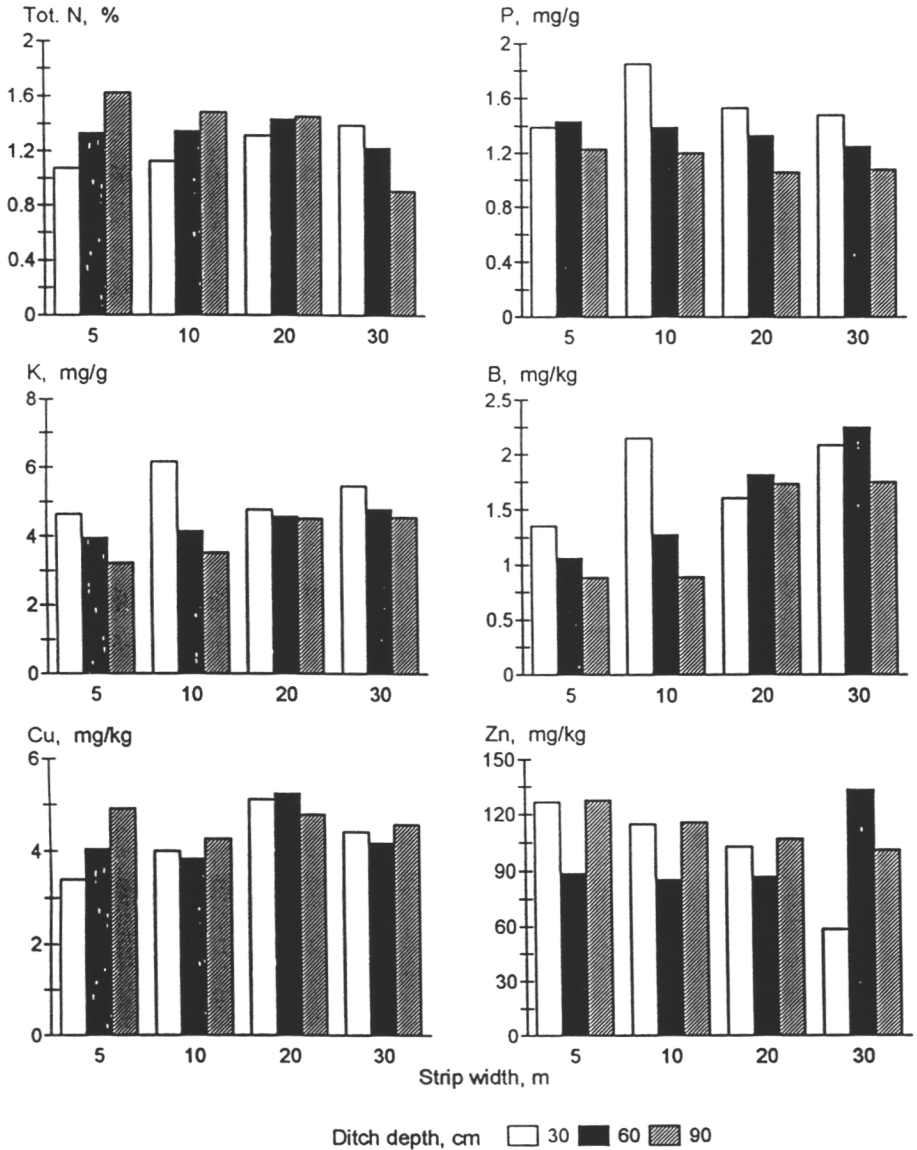 Tot. N, %
2
1.6
1.2
0.8
0.4
0
5 10 20 30
P, mg/g
2
1.6
1.2
0.8
0.4
0
5 10 20 30
K, mg/g
8
6
4
2
0
5 10 20 30
B, mg/kg
2.5
2
1.5
1
0.5
0
5 10 20 30
Cu, mg/kg
6
4
2
0
5 10 20 30
Zn, mg/kg
150
120
90
60
30
0
5 10 20 30
Strip width, m
Ditch depth, cm 30 60 90